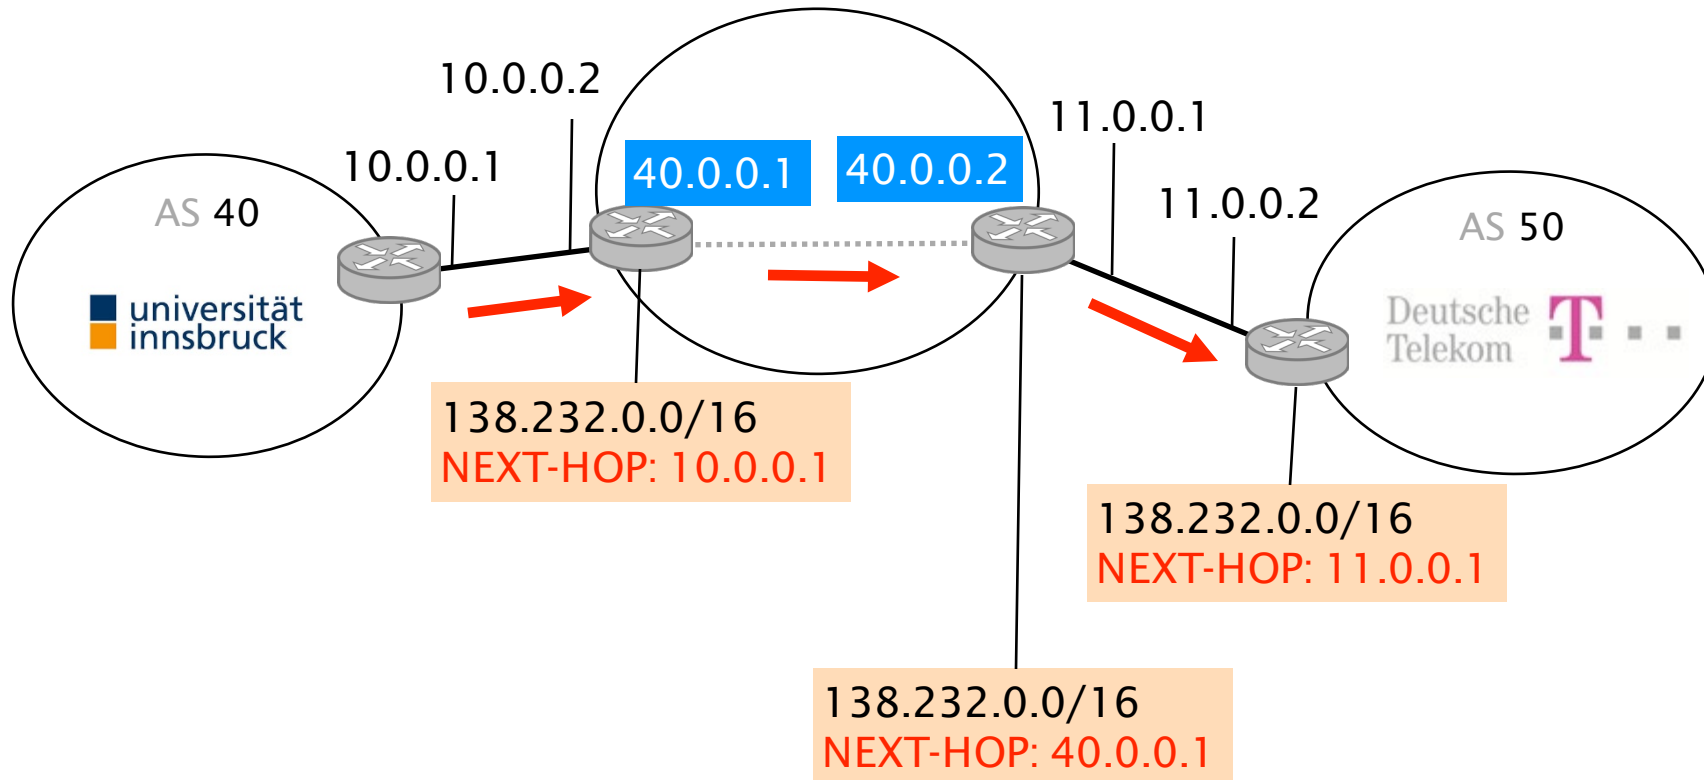 10.0.0.2
11.0.0.1
10.0.0.1
40.0.0.1
40.0.0.2
11.0.0.2
AS 40
AS 50
universität
innsbruck
Deutsche
Telekom
T
138.232.0.0/16
NEXT-HOP: 10.0.0.1
138.232.0.0/16
NEXT-HOP: 11.0.0.1
138.232.0.0/16
NEXT-HOP: 40.0.0.1